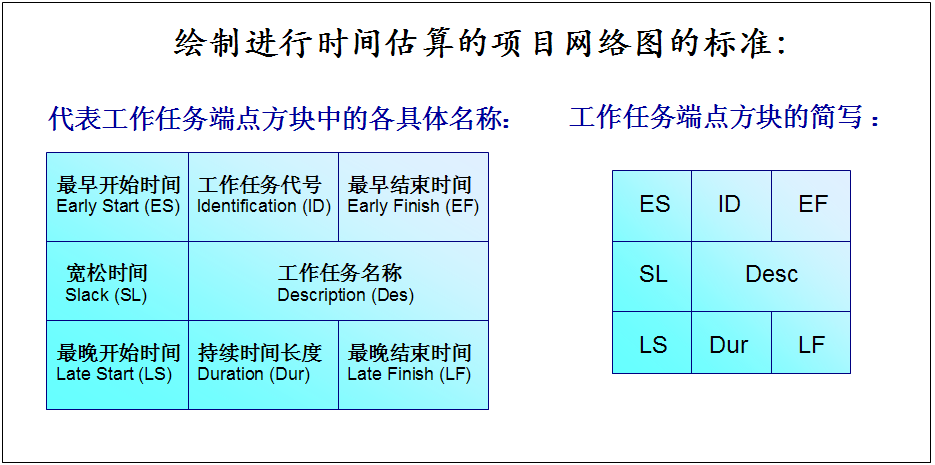 绘制进行时间估算的项目网络图的标准:
代表工作任务端点方块中的各具体名称:
最早开始时间
Early Start (ES)
工作任务代号
Identification (ID)
最早结束时间
Early Finish (EF)
宽松时间
Slack (SL)
工作任务名称
Description (Des)
最晚开始时间
Late Start (LS)
持续时间长度
Duration (Dur)
最晚结束时间
Late Finish (LF)
工作任务端点方块的简写 :
ES
ID
EF
SL
Desc
LS
Dur
LF